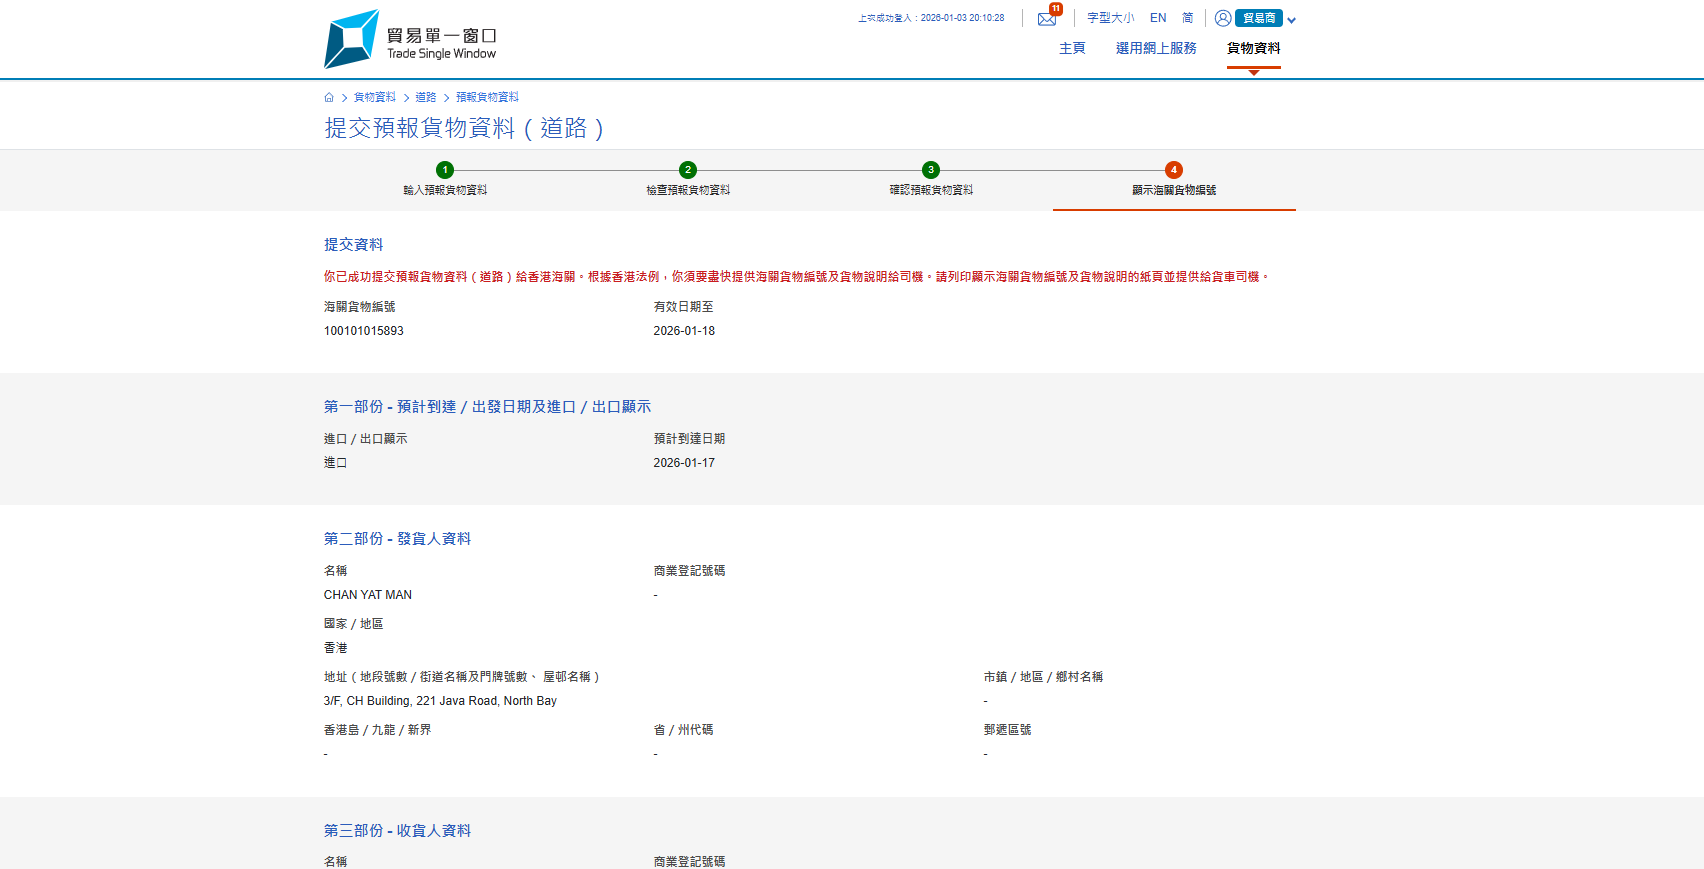 貿易單一窗口
Trade Single Window
上次成功登入：2026-01-03 20:10:28
11
字型大小
EN
简
貿易商
主頁
選用網上服務
貨物資料
貨物資料
道路
預報貨物資料
提交預報貨物資料 ( 道路 )
1
2
3
4
輸入預報貨物資料
檢查預報貨物資料
確認預報貨物資料
顯示海關貨物編號
提交資料
你已成功提交預報貨物資料 ( 道路 ) 給香港海關。根據香港法例，你須要盡快提供海關貨物編號及貨物說明給司機。請列印顯示海關貨物編號及貨物說明的紙頁並提供給貨車司機。
海關貨物編號
有效日期至
100101015893
2026-01-18
第一部份 - 預計到達 / 出發日期及進口 / 出口顯示
進口 / 出口顯示
預計到達日期
進口
2026-01-17
第二部份 - 發貨人資料
名稱
商業登記號碼
CHAN YAT MAN
-
國家 / 地區
香港
地址 ( 地段號數 / 街道名稱及門牌號數、 屋邨名稱 )
市鎮 / 地區 / 鄉村名稱
3/F, CH Building, 221 Java Road, North Bay
-
香港島 / 九龍 / 新界
省 / 州代碼
郵遞區號
-
-
-
第三部份 - 收貨人資料
名稱
商業登記號碼